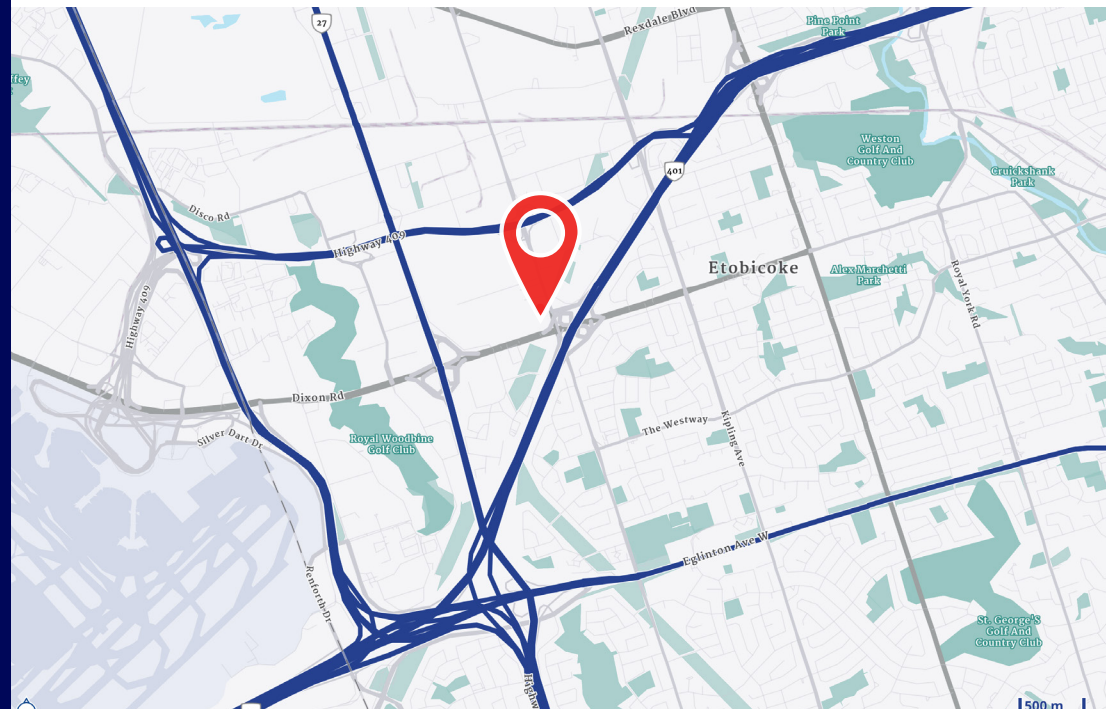 27
Rexdale Blvd
Pine Point
Park
ffey
Weston
Golf And
Country Club
401
Cruickshank
Park
Disco Rd
Highway 409
Etobicoke
Alex Marchetti
Park
Royal York Rd
Highway 409
Dixon Rd
Silver Dart Dr
Royal Woodbine
Golf Club
The Westway
Kipling Ave
Eglinton Ave W
Renforth Dr
St. George's
Golf And
Country Club
Highw
500 m